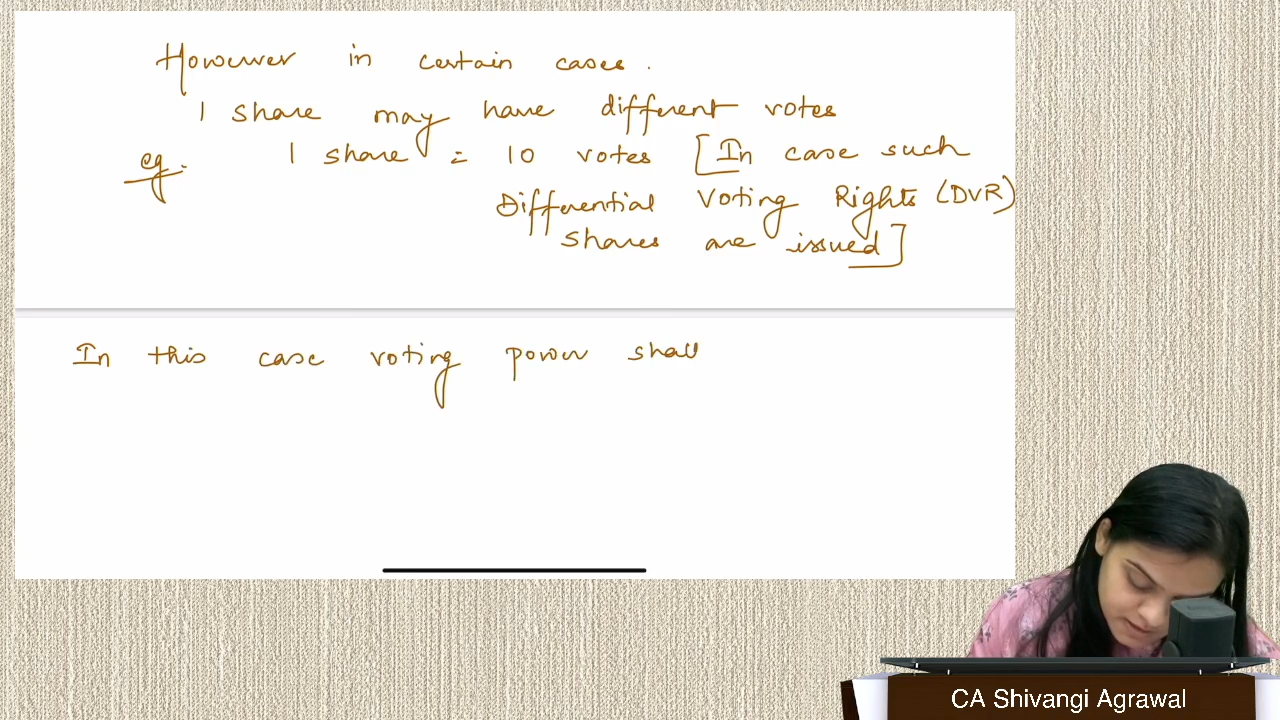 However in certain cases.
1 share may have different votes
eg. 1 share = 10 votes [In case such
Differential Voting Rights (DVR)
shares are issued]
In this case voting power shall
CA Shivangi Agrawal